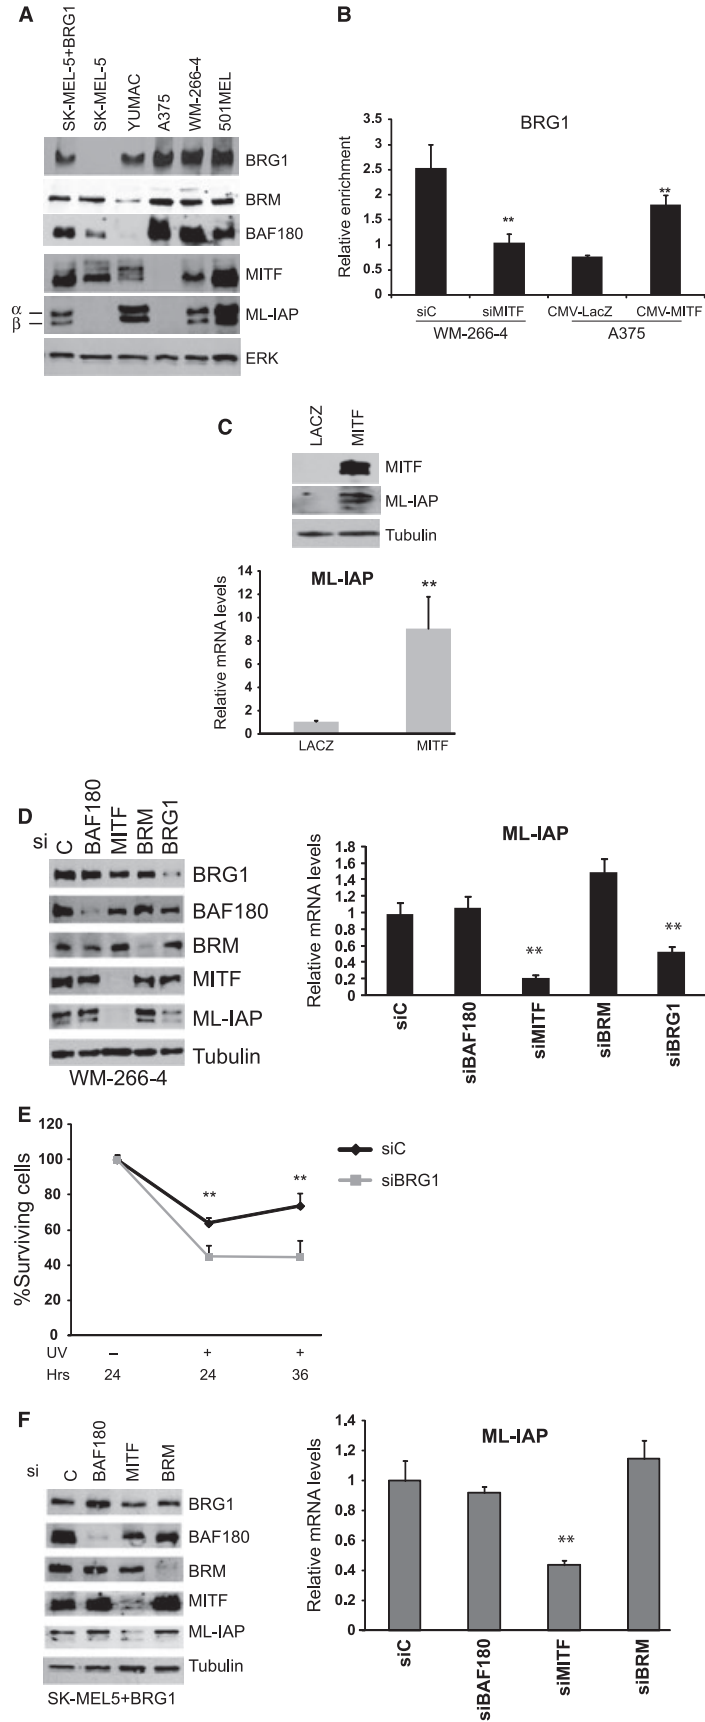 A
SK-MEL-5+BRG1
SK-MEL-5
YUMAC
A375
WM-266-4
501MEL
BRG1
BRM
BAF180
MITF
α
β
ML-IAP
ERK
B
BRG1
Relative enrichment
3.5
3
2.5
2
1.5
1
0.5
0
**
**
siC siMITF CMV-LacZ CMV-MITF
WM-266-4 A375
C
LACZ
MITF
MITF
ML-IAP
Tubulin
ML-IAP
Relative mRNA levels
14
12
10
8
6
4
2
0
**
LACZ MITF
D
si
C
BAF180
MITF
BRM
BRG1
BRG1
BAF180
BRM
MITF
ML-IAP
Tubulin
WM-266-4
ML-IAP
Relative mRNA levels
1.8
1.6
1.4
1.2
1
0.8
0.6
0.4
0.2
0
**
**
siC
siBAF180
siMITF
siBRM
siBRG1
E
%Surviving cells
120
100
80
60
40
20
0
**
**
siC
siBRG1
UV – + +
Hrs 24 24 36
F
si
C
BAF180
MITF
BRM
BRG1
BAF180
BRM
MITF
ML-IAP
Tubulin
SK-MEL5+BRG1
ML-IAP
Relative mRNA levels
1.4
1.2
1
0.8
0.6
0.4
0.2
0
**
siC
siBAF180
siMITF
siBRM